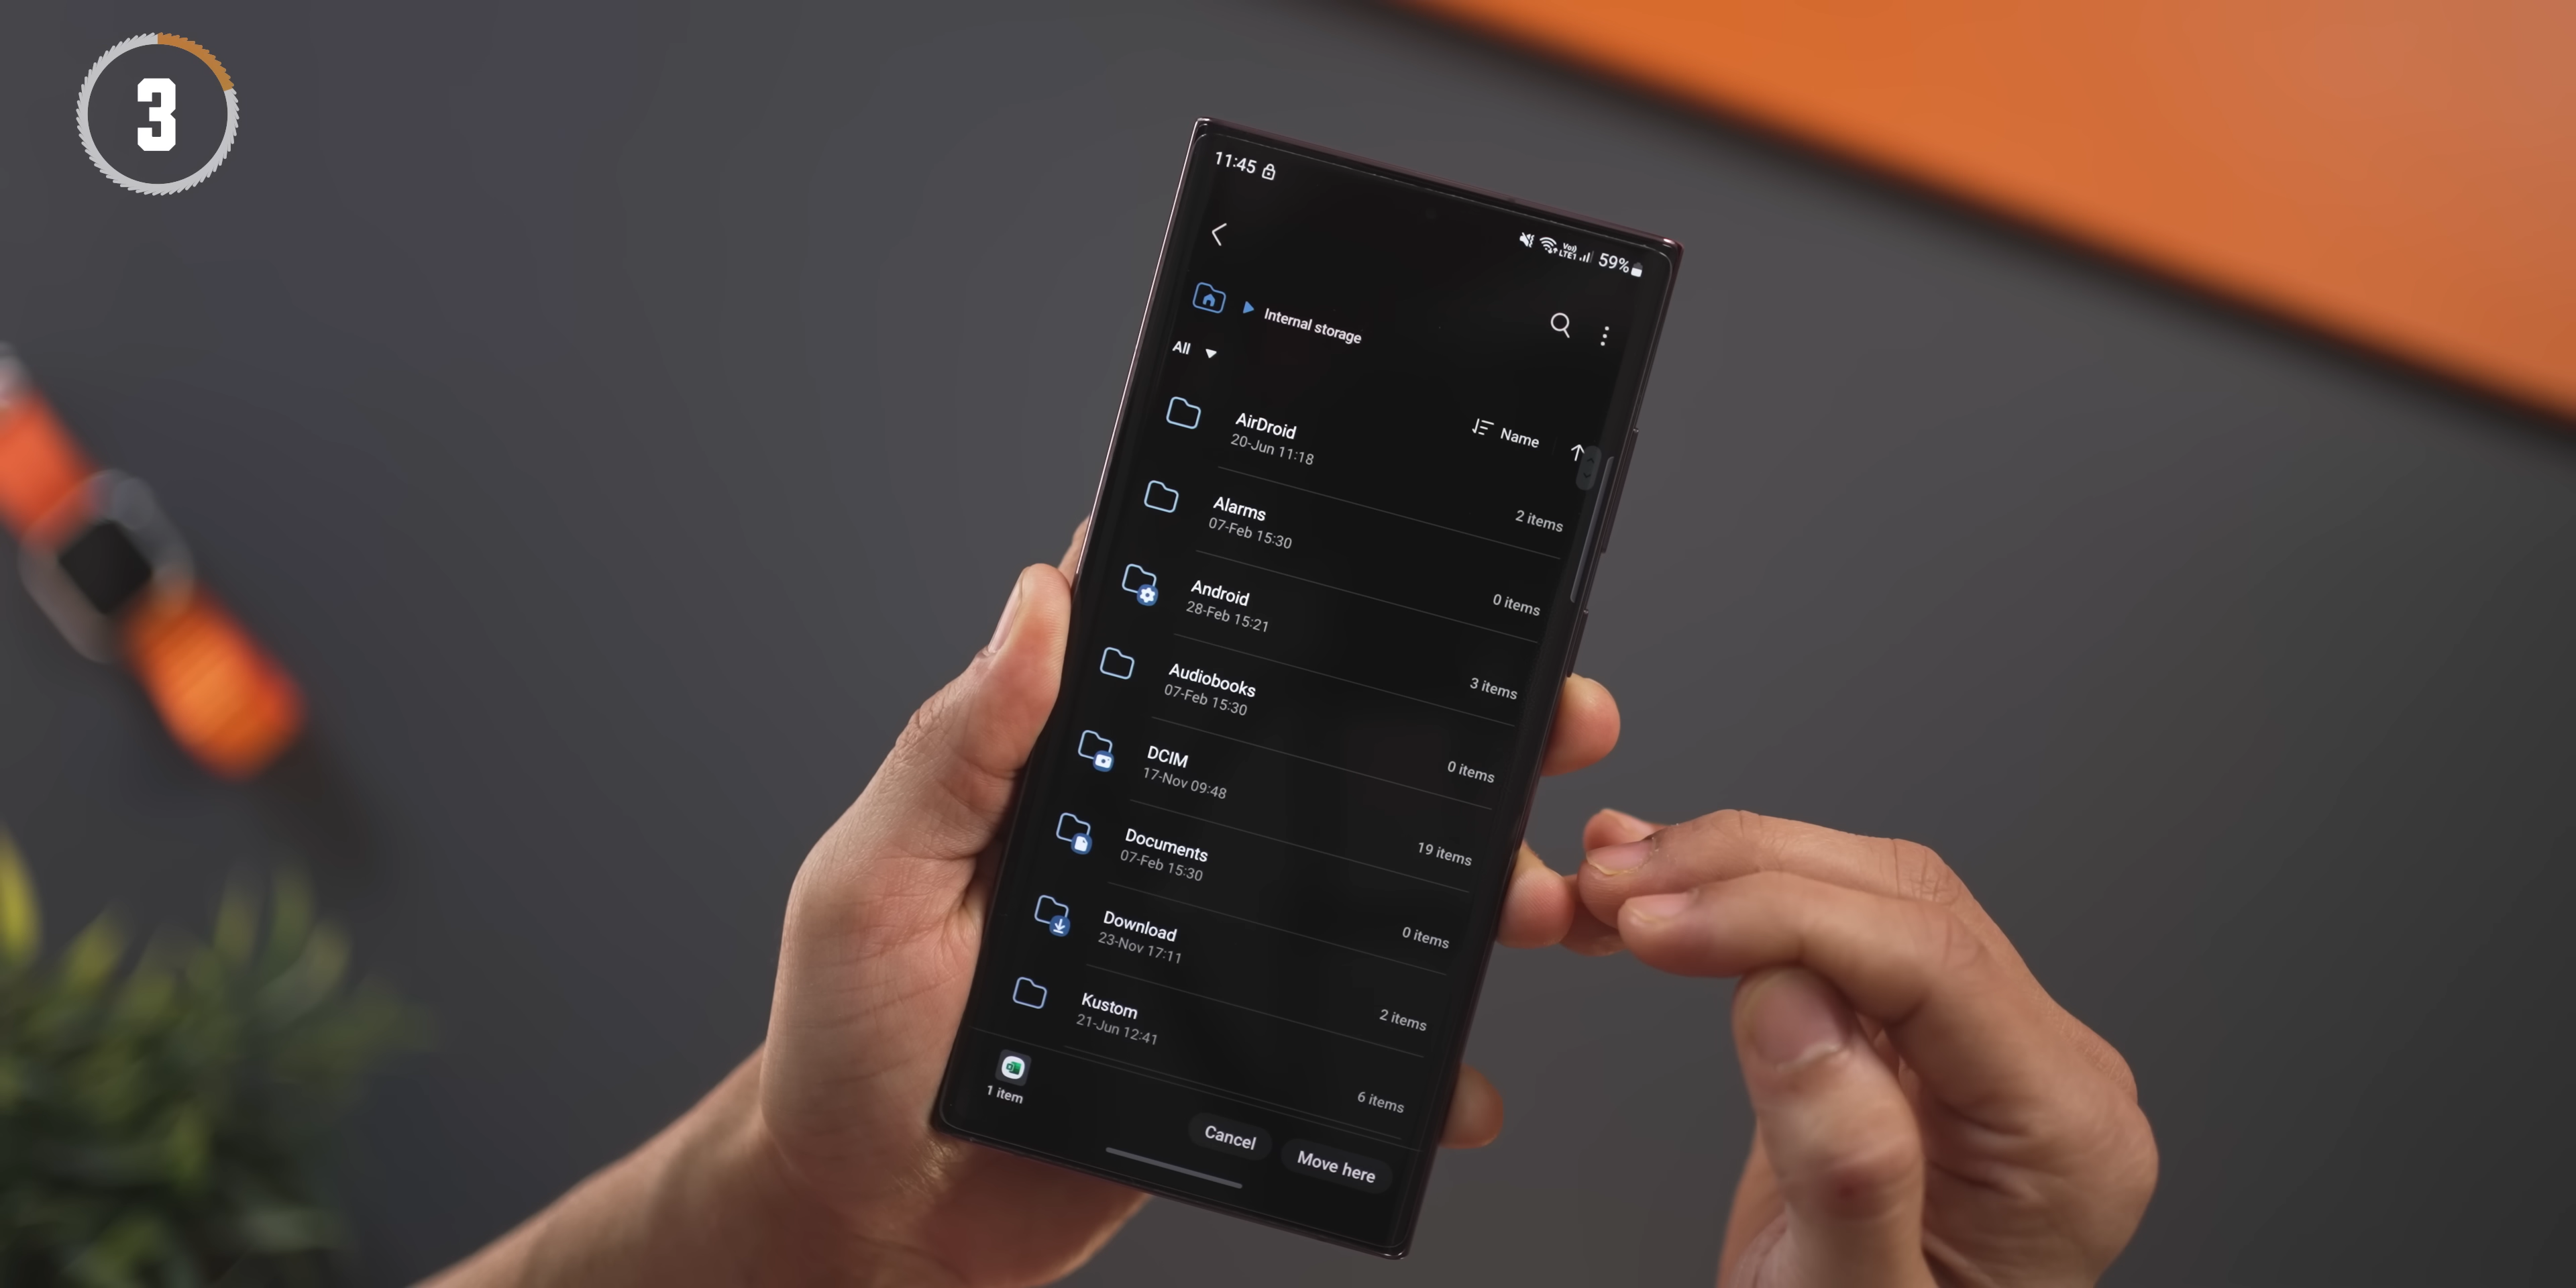 3
11:45
VoLTE1 59%
Internal storage
All
Name
AirDroid
20-Jun 11:18
2 items
Alarms
07-Feb 15:30
0 items
Android
28-Feb 15:21
3 items
Audiobooks
07-Feb 15:30
0 items
DCIM
17-Nov 09:48
19 items
Documents
07-Feb 15:30
0 items
Download
23-Nov 17:11
2 items
Kustom
21-Jun 12:41
6 items
1 item
Cancel
Move here